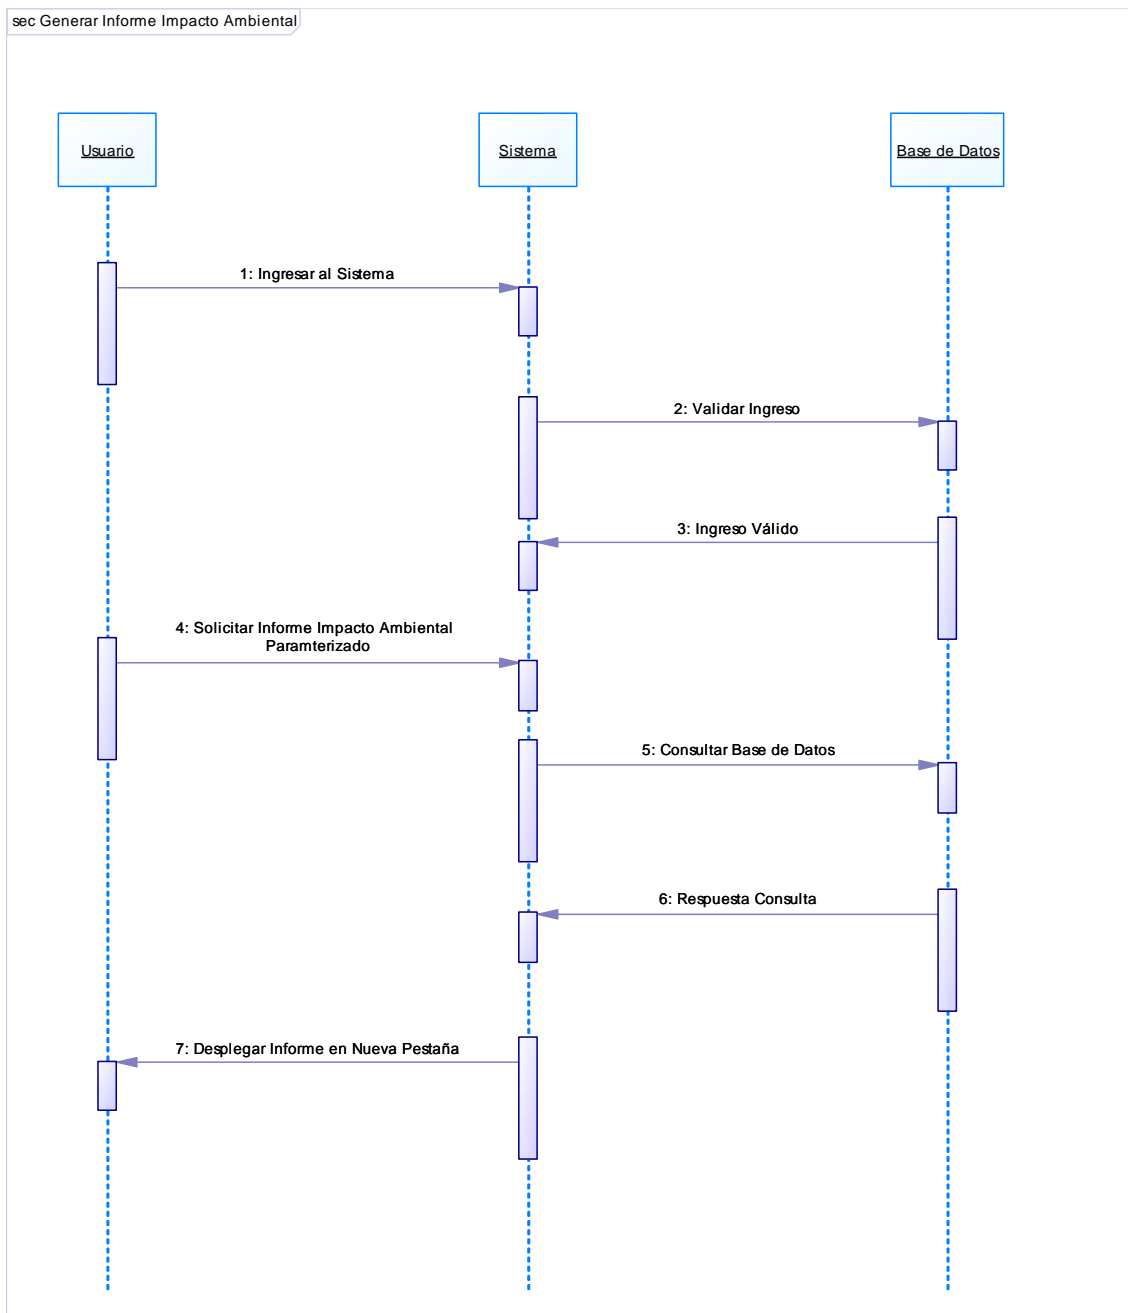 sec Generar Informe Impacto Ambiental
Usuario
Sistema
Base de Datos
1: Ingresar al Sistema
2: Validar Ingreso
3: Ingreso Válido
4: Solicitar Informe Impacto Ambiental
Paramterizado
5: Consultar Base de Datos
6: Respuesta Consulta
7: Desplegar Informe en Nueva Pestaña